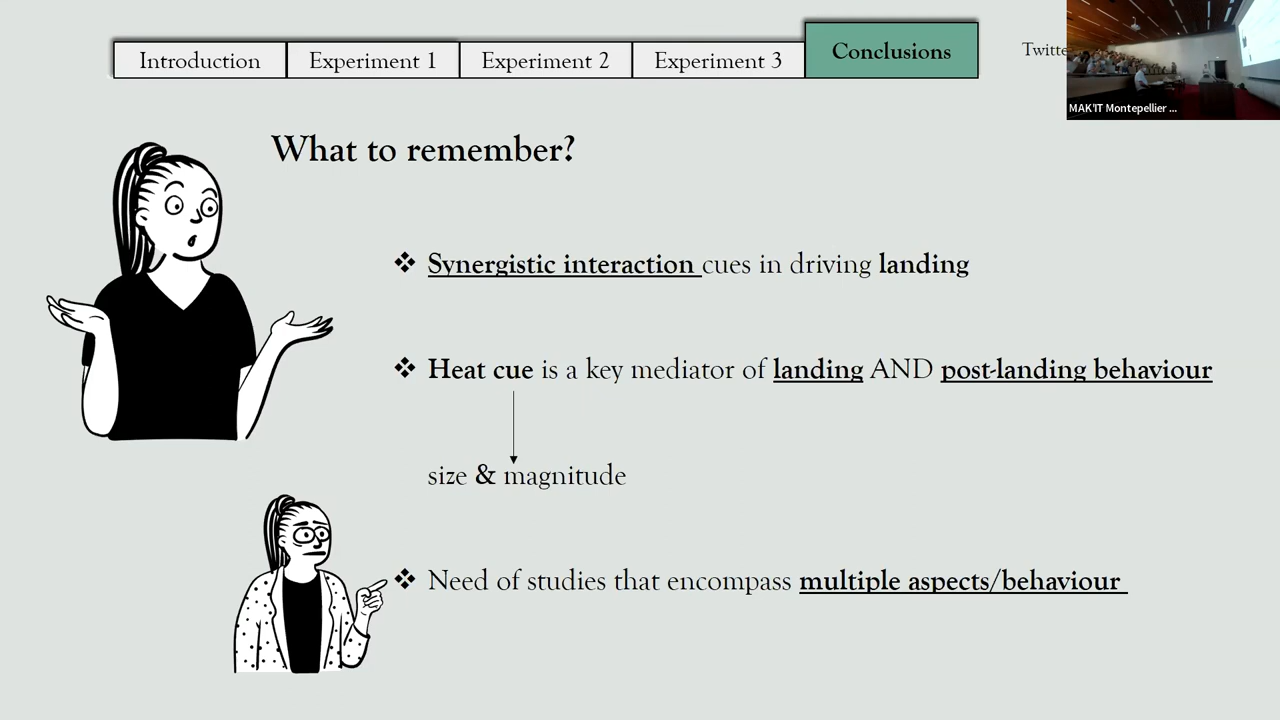 Introduction
Experiment 1
Experiment 2
Experiment 3
Conclusions
MAK'IT Montepellier ...
What to remember?
❖ Synergistic interaction cues in driving landing
❖ Heat cue is a key mediator of landing AND post-landing behaviour
size & magnitude
❖ Need of studies that encompass multiple aspects/behaviour